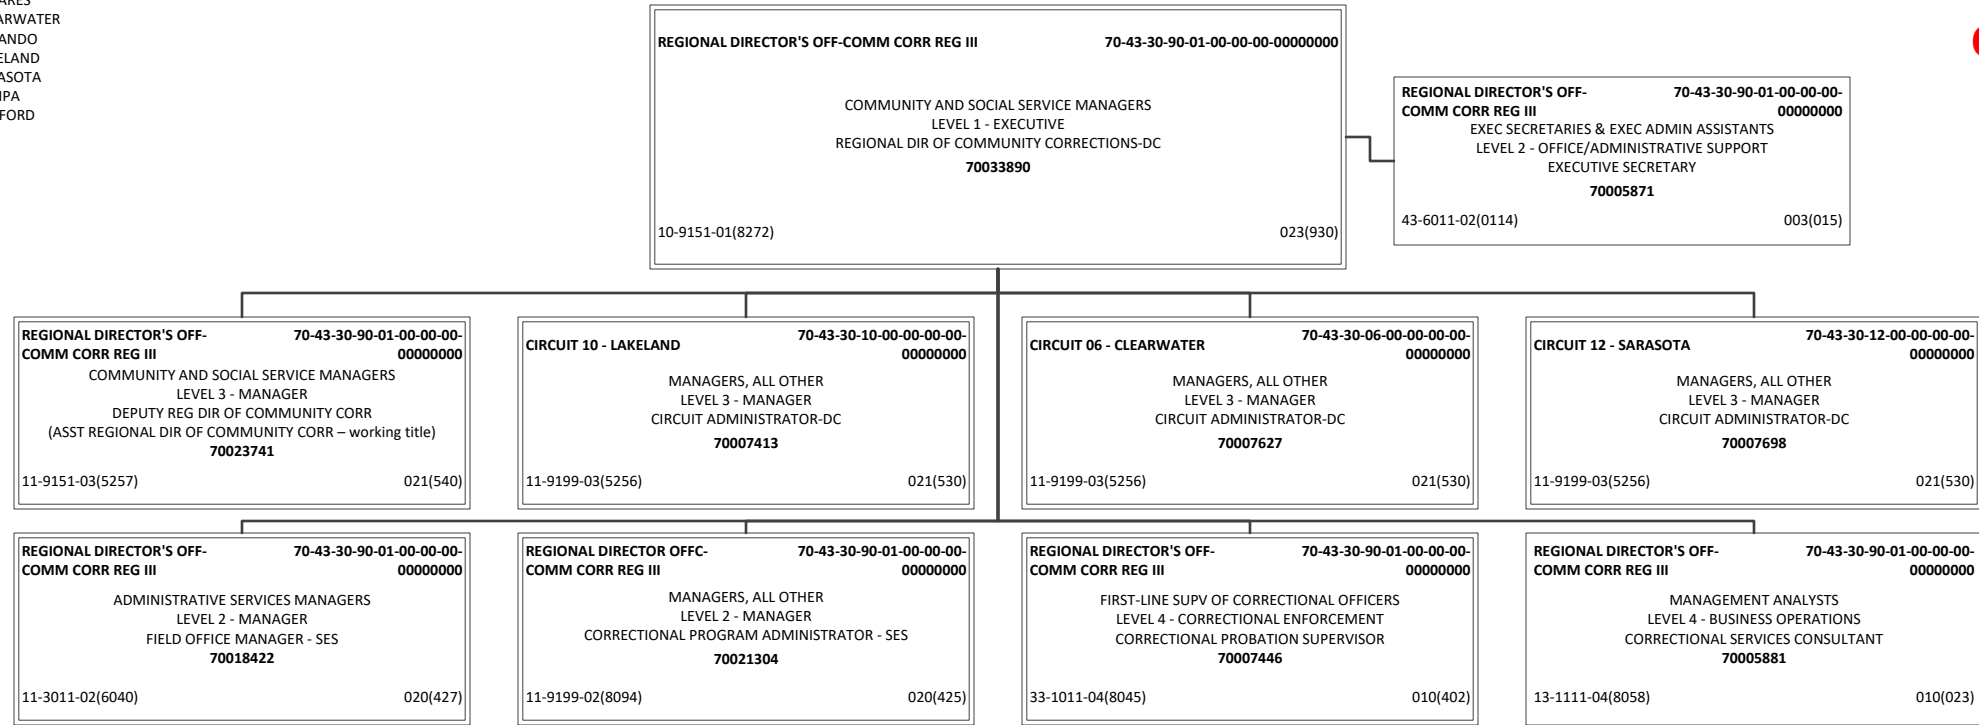 ARWATER
ANDO
ELAND
ASOTA
IPA
FORD
REGIONAL DIRECTOR'S OFF-COMM CORR REG III 70-43-30-90-01-00-00-00-00000000
COMMUNITY AND SOCIAL SERVICE MANAGERS
LEVEL 1 - EXECUTIVE
REGIONAL DIR OF COMMUNITY CORRECTIONS-DC
70033890
10-9151-01(8272) 023(930)
REGIONAL DIRECTOR'S OFF- 70-43-30-90-01-00-00-00-
COMM CORR REG III 00000000
EXEC SECRETARIES & EXEC ADMIN ASSISTANTS
LEVEL 2 - OFFICE/ADMINISTRATIVE SUPPORT
EXECUTIVE SECRETARY
70005871
43-6011-02(0114) 003(015)
REGIONAL DIRECTOR'S OFF- 70-43-30-90-01-00-00-00-
COMM CORR REG III 00000000
COMMUNITY AND SOCIAL SERVICE MANAGERS
LEVEL 3 - MANAGER
DEPUTY REG DIR OF COMMUNITY CORR
(ASST REGIONAL DIR OF COMMUNITY CORR – working title)
70023741
11-9151-03(5257) 021(540)
CIRCUIT 10 - LAKELAND 70-43-30-10-00-00-00-00-
00000000
MANAGERS, ALL OTHER
LEVEL 3 - MANAGER
CIRCUIT ADMINISTRATOR-DC
70007413
11-9199-03(5256) 021(530)
CIRCUIT 06 - CLEARWATER 70-43-30-06-00-00-00-00-
00000000
MANAGERS, ALL OTHER
LEVEL 3 - MANAGER
CIRCUIT ADMINISTRATOR-DC
70007627
11-9199-03(5256) 021(530)
CIRCUIT 12 - SARASOTA 70-43-30-12-00-00-00-00-
00000000
MANAGERS, ALL OTHER
LEVEL 3 - MANAGER
CIRCUIT ADMINISTRATOR-DC
70007698
11-9199-03(5256) 021(530)
REGIONAL DIRECTOR'S OFF- 70-43-30-90-01-00-00-00-
COMM CORR REG III 00000000
ADMINISTRATIVE SERVICES MANAGERS
LEVEL 2 - MANAGER
FIELD OFFICE MANAGER - SES
70018422
11-3011-02(6040) 020(427)
REGIONAL DIRECTOR OFFC- 70-43-30-90-01-00-00-00-
COMM CORR REG III 00000000
MANAGERS, ALL OTHER
LEVEL 2 - MANAGER
CORRECTIONAL PROGRAM ADMINISTRATOR - SES
70021304
11-9199-02(8094) 020(425)
REGIONAL DIRECTOR'S OFF- 70-43-30-90-01-00-00-00-
COMM CORR REG III 00000000
FIRST-LINE SUPV OF CORRECTIONAL OFFICERS
LEVEL 4 - CORRECTIONAL ENFORCEMENT
CORRECTIONAL PROBATION SUPERVISOR
70007446
33-1011-04(8045) 010(402)
REGIONAL DIRECTOR'S OFF- 70-43-30-90-01-00-00-00-
COMM CORR REG III 00000000
MANAGEMENT ANALYSTS
LEVEL 4 - BUSINESS OPERATIONS
CORRECTIONAL SERVICES CONSULTANT
70005881
13-1111-04(8058) 010(023)